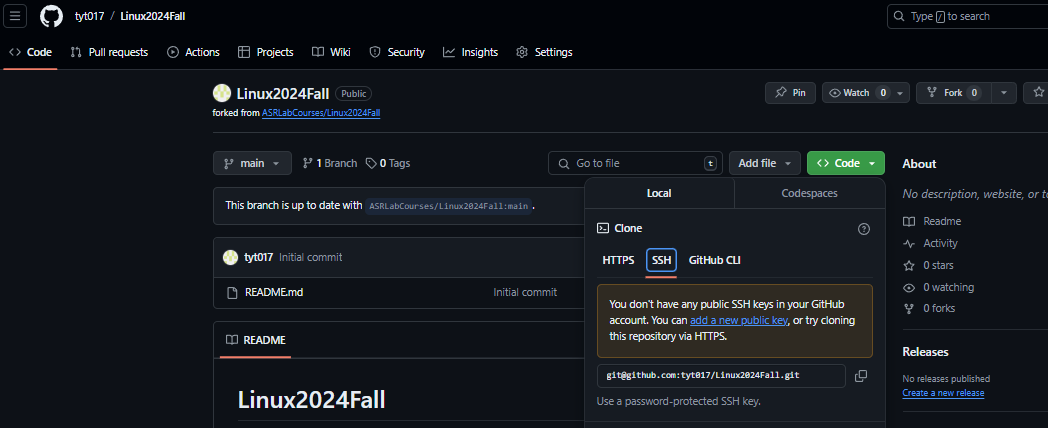 tyt017 / Linux2024Fall
Type / to search
Code Pull requests Actions Projects Wiki Security Insights Settings
Linux2024Fall Public
Pin Watch 0 Fork 0
forked from ASRLabCourses/Linux2024Fall
main 1 Branch 0 Tags Go to file t Add file Code
This branch is up to date with ASRLabCourses/Linux2024Fall:main .
tyt017 Initial commit
README.md Initial commit
README
Linux2024Fall
Local Codespaces
Clone
HTTPS SSH GitHub CLI
You don't have any public SSH keys in your GitHub
account. You can add a new public key, or try cloning
this repository via HTTPS.
git@github.com:tyt017/Linux2024Fall.git
Use a password-protected SSH key.
About
No description, website, or
Readme
Activity
0 stars
0 watching
0 forks
Releases
No releases published
Create a new release